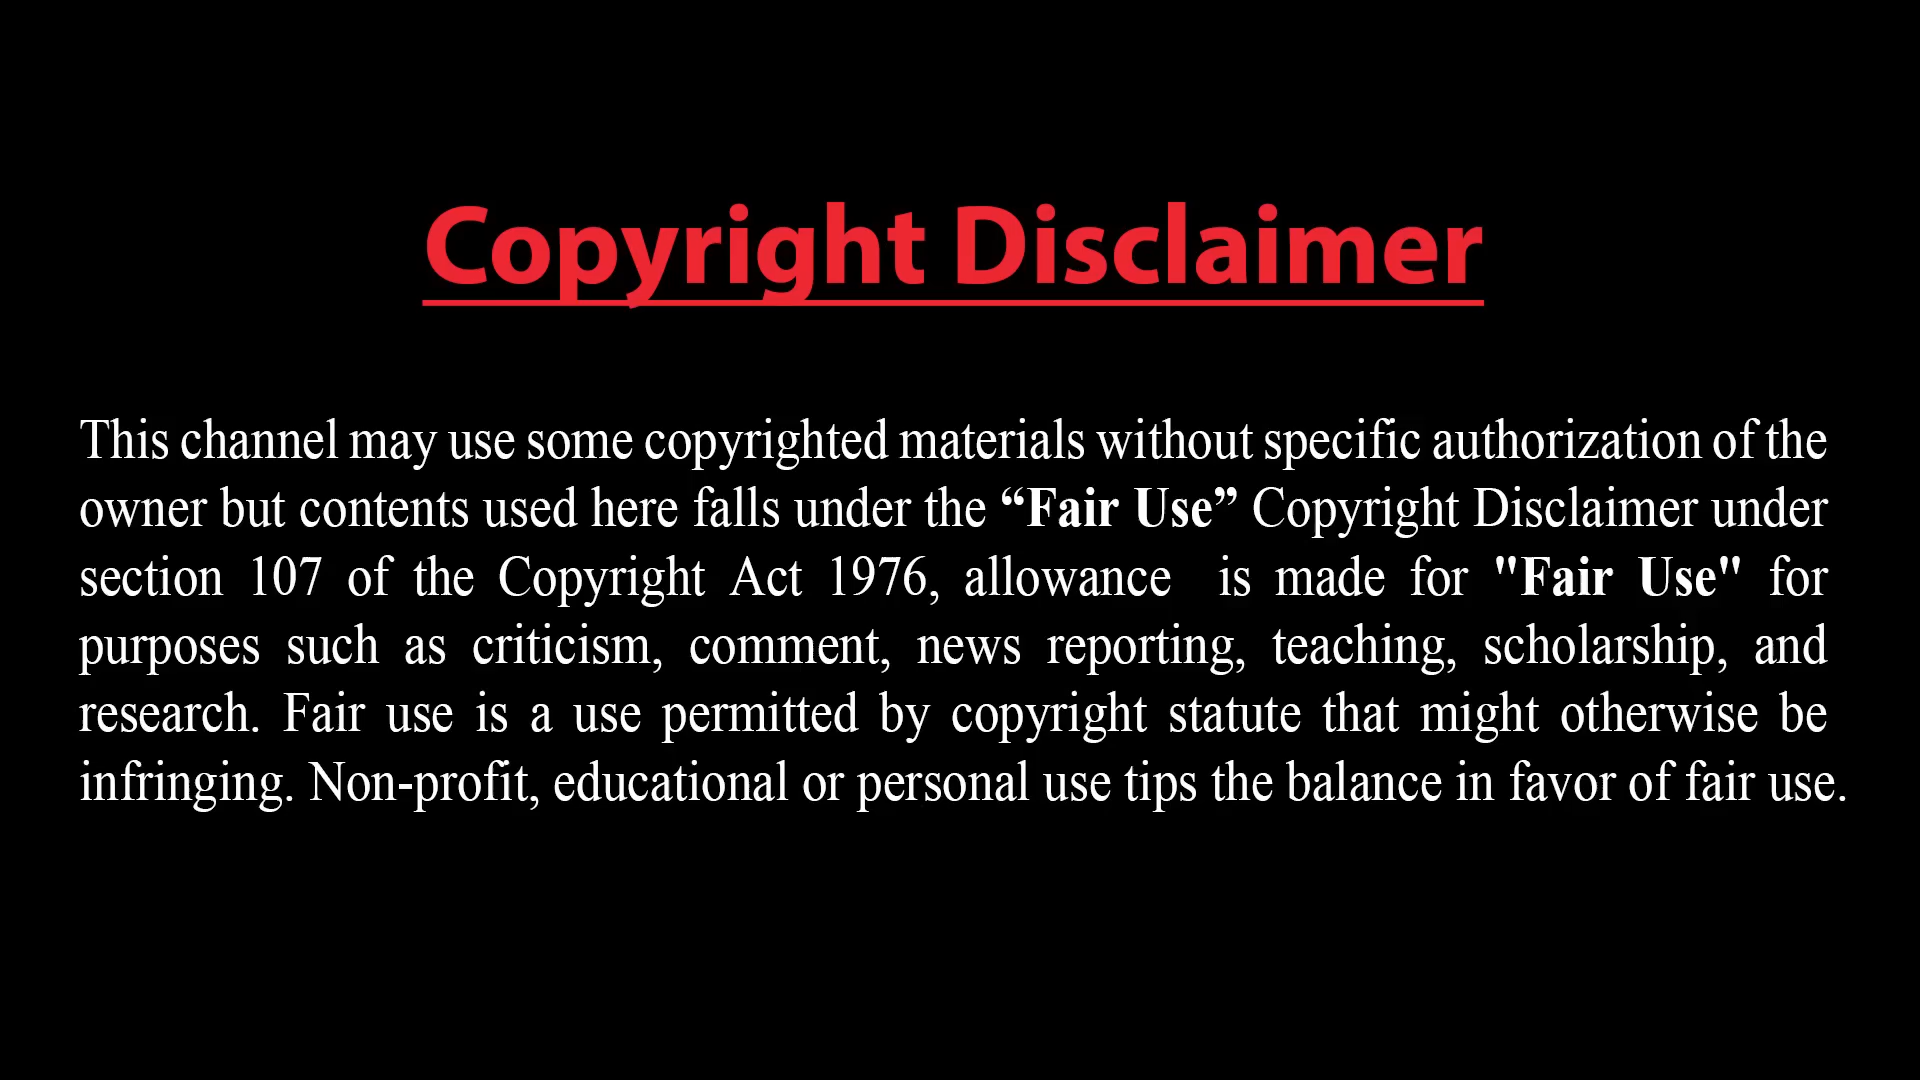 Copyright Disclaimer
This channel may use some copyrighted materials without specific authorization of the
owner but contents used here falls under the “Fair Use” Copyright Disclaimer under
section 107 of the Copyright Act 1976, allowance  is made for "Fair Use" for
purposes such as criticism, comment, news reporting, teaching, scholarship, and
research. Fair use is a use permitted by copyright statute that might otherwise be
infringing. Non-profit, educational or personal use tips the balance in favor of fair use.